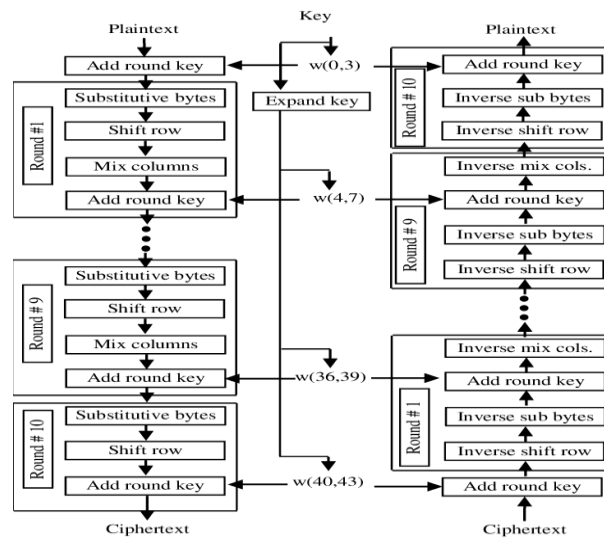 Plaintext
Add round key
Round #1
Substitutive bytes
Shift row
Mix columns
Add round key
Round # 9
Substitutive bytes
Shift row
Mix columns
Add round key
Round # 10
Substitutive bytes
Shift row
Add round key
Ciphertext
Key
w(0,3)
Expand key
w(4,7)
w(36,39)
w(40,43)
Plaintext
Round # 10
Add round key
Inverse sub bytes
Inverse shift row
Round # 9
Inverse mix cols.
Add round key
Inverse sub bytes
Inverse shift row
Round # 1
Inverse mix cols.
Add round key
Inverse sub bytes
Inverse shift row
Add round key
Ciphertext